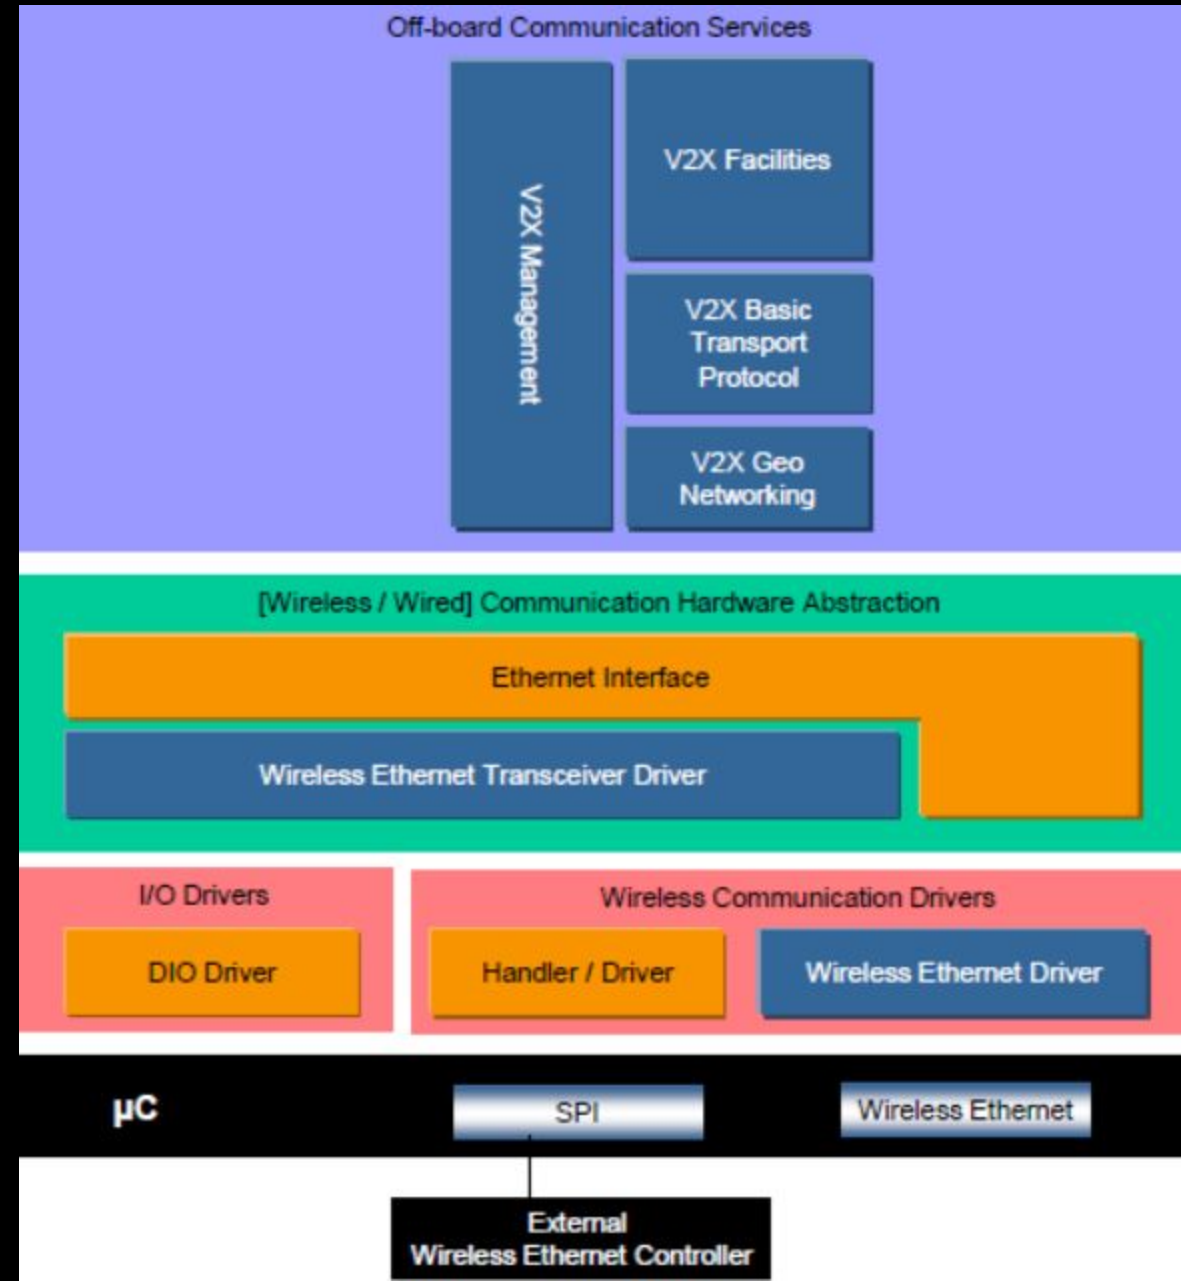 Off-board Communication Services
V2X Management
V2X Facilities
V2X Basic
Transport
Protocol
V2X Geo
Networking
[Wireless / Wired] Communication Hardware Abstraction
Ethernet Interface
Wireless Ethernet Transceiver Driver
I/O Drivers
Wireless Communication Drivers
DIO Driver
Handler / Driver
Wireless Ethernet Driver
µC
SPI
Wireless Ethernet
External
Wireless Ethernet Controller